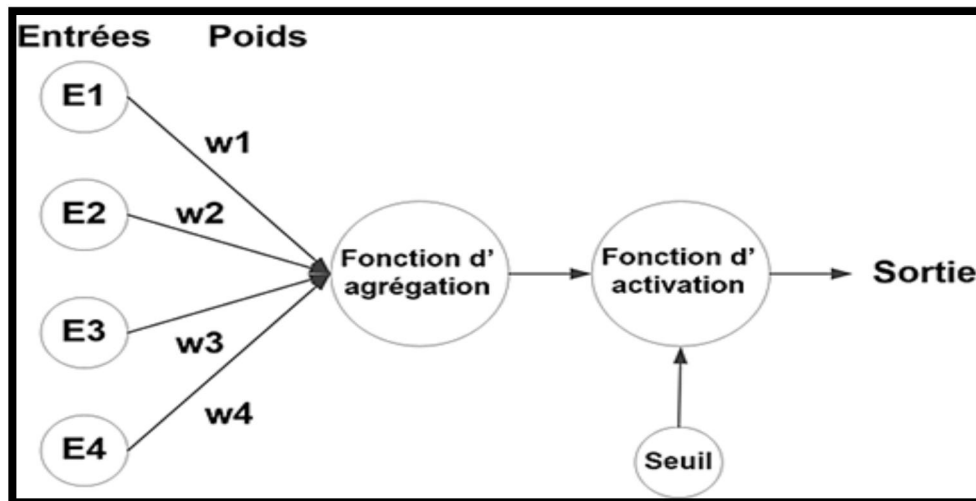 Entrées Poids
E1
w1
E2
w2
Fonction d'
agrégation
Fonction d'
activation
Sortie
E3
w3
w4
E4
Seuil